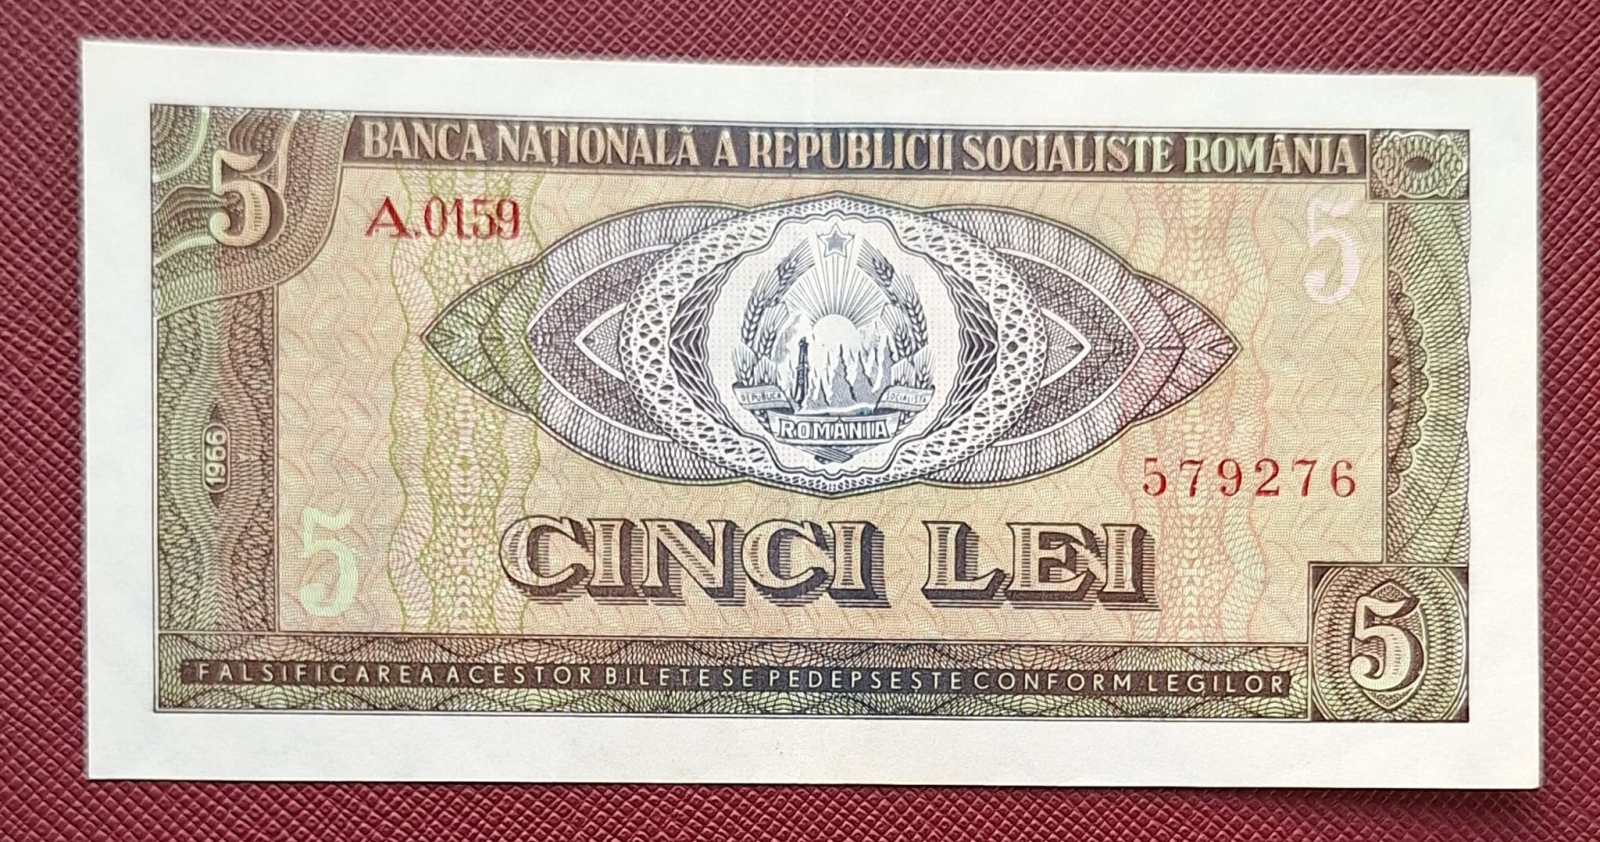 BANCA NAȚIONALĂ A REPUBLICII SOCIALISTE ROMÂNIA
5
A.0159
5
REPUBLICA SOCIALISTA
ROMÂNIA
1966
579276
5
CINCI LEI
5
FALSIFICAREA ACESTOR BILETE SE PEDEPSEȘTE CONFORM LEGILOR